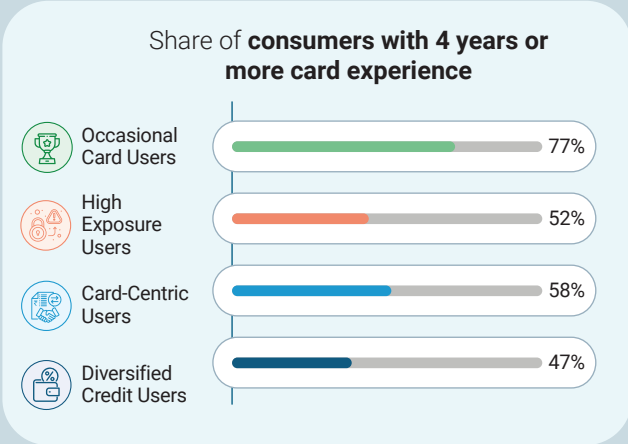 Share of consumers with 4 years or
more card experience
Occasional
Card Users
77%
High
Exposure
Users
52%
Card-Centric
Users
58%
Diversified
Credit Users
47%